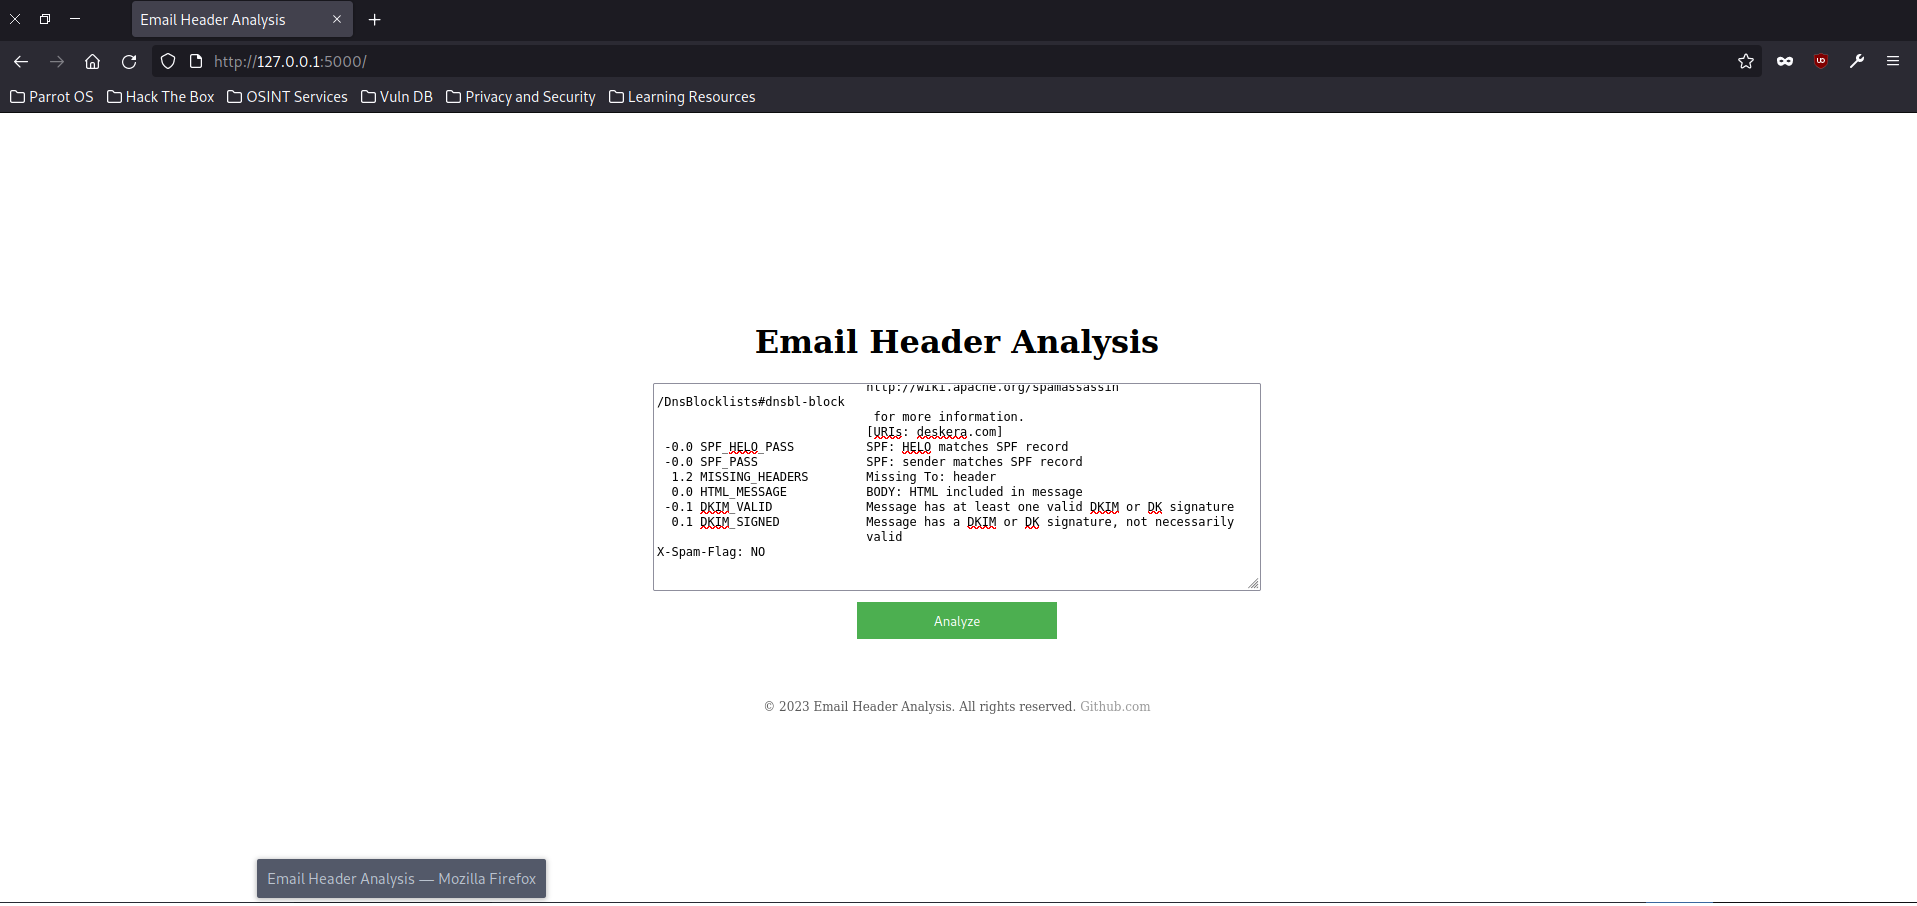 Email Header Analysis
http://127.0.0.1:5000/
Parrot OS Hack The Box OSINT Services Vuln DB Privacy and Security Learning Resources
Email Header Analysis
http://wiki.apache.org/spamassassin
/DnsBlocklists#dnsbl-block
for more information.
[URIs: deskera.com]
-0.0 SPF_HELO_PASS SPF: HELO matches SPF record
-0.0 SPF_PASS SPF: sender matches SPF record
1.2 MISSING_HEADERS Missing To: header
0.0 HTML_MESSAGE BODY: HTML included in message
-0.1 DKIM_VALID Message has at least one valid DKIM or DK signature
0.1 DKIM_SIGNED Message has a DKIM or DK signature, not necessarily
valid
X-Spam-Flag: NO
Analyze
© 2023 Email Header Analysis. All rights reserved. Github.com
Email Header Analysis — Mozilla Firefox